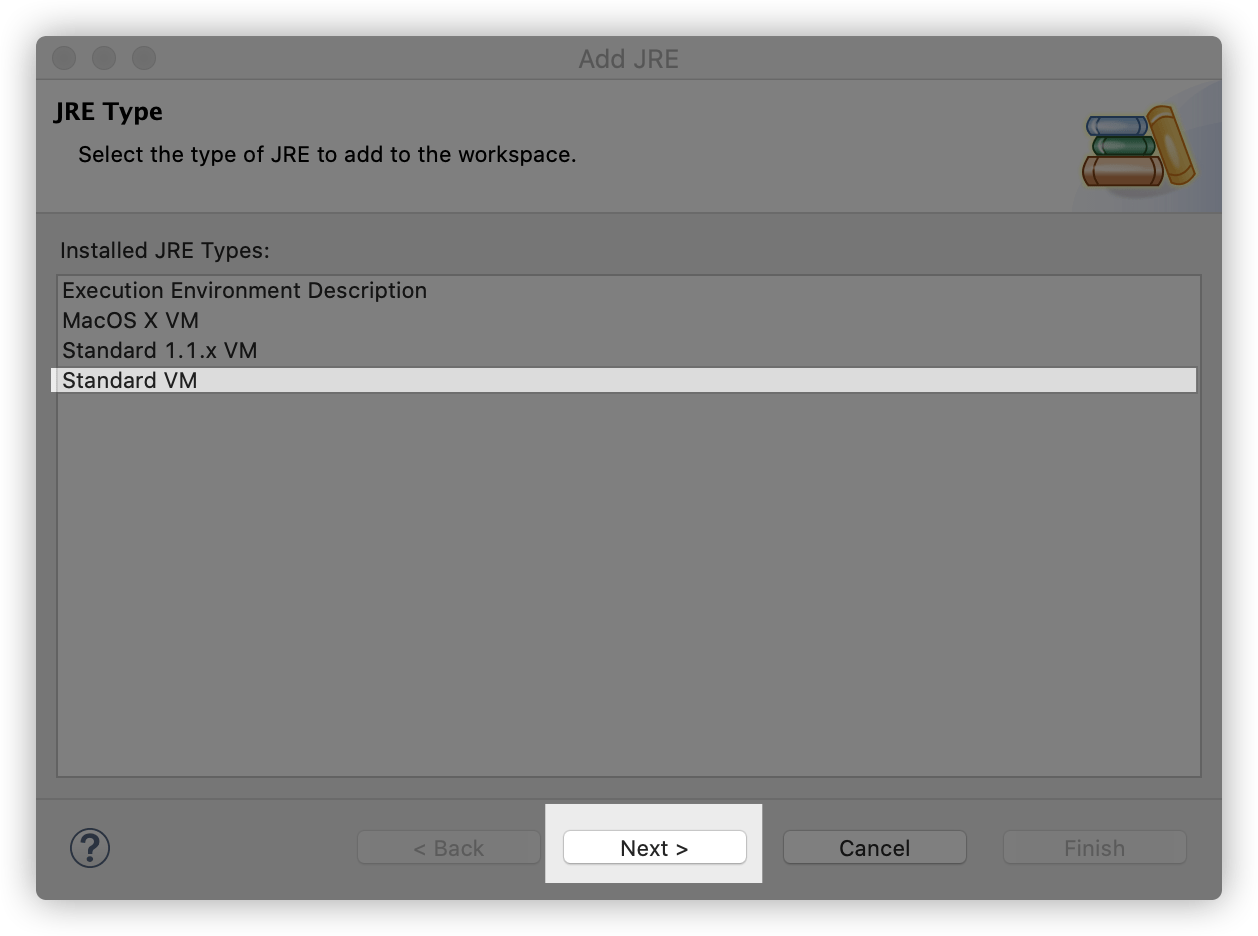 Add JRE
JRE Type
Select the type of JRE to add to the workspace.
Installed JRE Types:
Execution Environment Description
MacOS X VM
Standard 1.1.x VM
Standard VM
?
< Back
Next >
Cancel
Finish